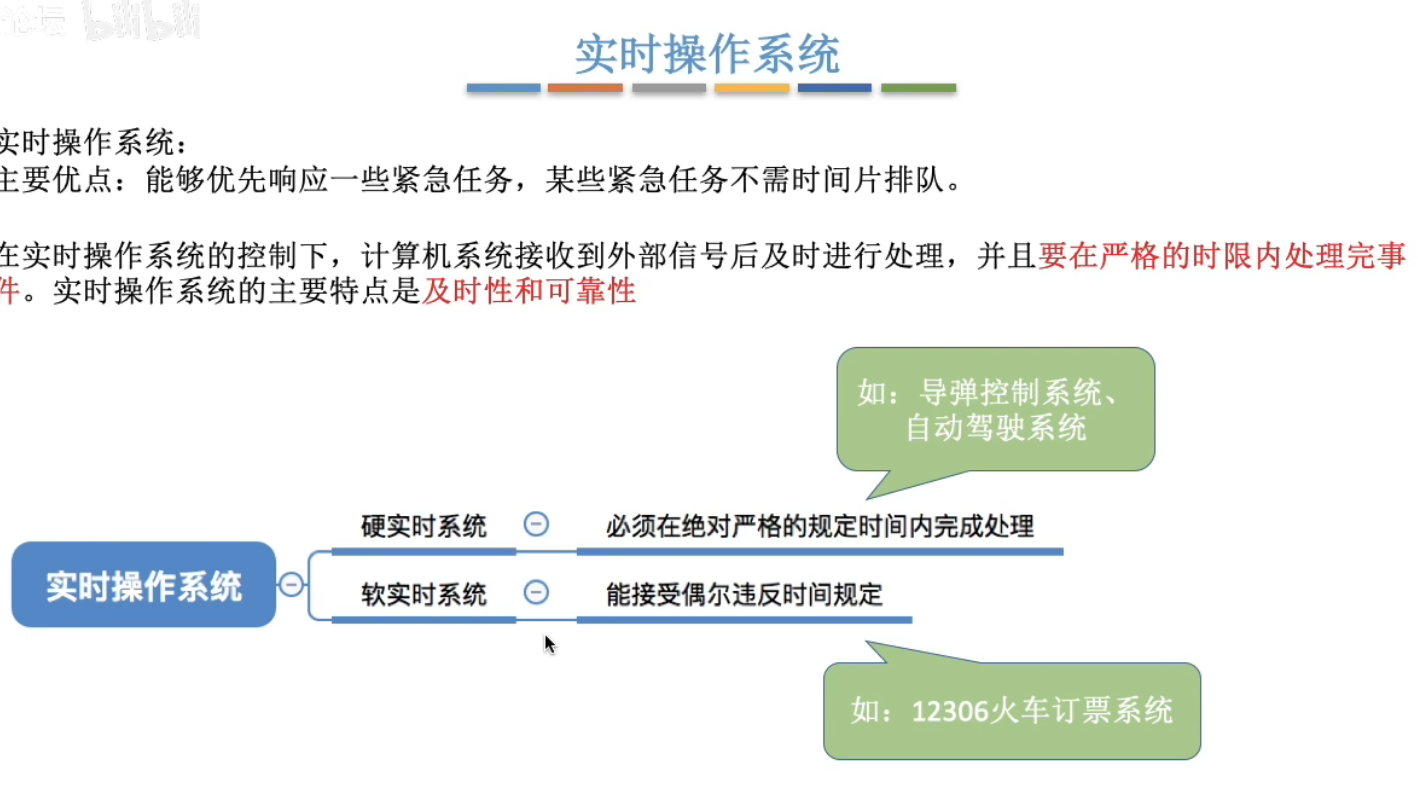 论坛 bilibili
实时操作系统
实时操作系统：
主要优点：能够优先响应一些紧急任务，某些紧急任务不需时间片排队。
在实时操作系统的控制下，计算机系统接收到外部信号后及时进行处理，并且要在严格的时限内处理完事
件。实时操作系统的主要特点是及时性和可靠性
如：导弹控制系统、
自动驾驶系统
硬实时系统 必须在绝对严格的规定时间内完成处理
实时操作系统
软实时系统 能接受偶尔违反时间规定
如：12306火车订票系统